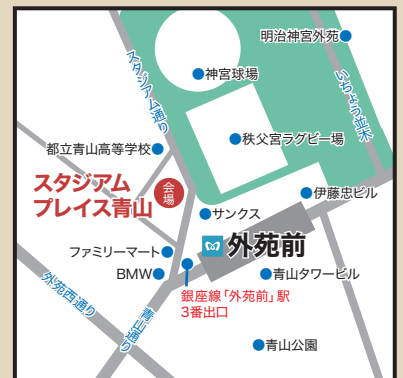 明治神宮外苑
神宮球場
スタジアム通り
いちょう並木
秩父宮ラグビー場
都立青山高等学校
スタジアム
プレイス青山
会場
伊藤忠ビル
サンクス
外苑前
ファミリーマート
BMW
青山タワービル
銀座線「外苑前」駅
3番出口
外苑西通り
青山通り
青山公園